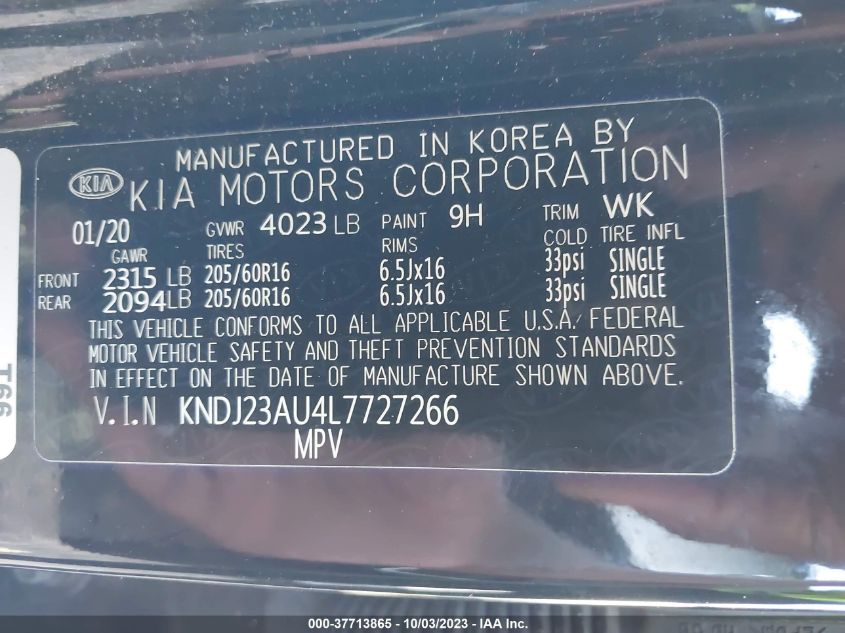 MANUFACTURED IN KOREA BY
KIA KIA MOTORS CORPORATION
01/20 GVWR 4023 LB PAINT 9H TRIM WK
GAWR TIRES RIMS COLD TIRE INFL
FRONT 2315 LB 205/60R16 6.5Jx16 33psi SINGLE
REAR 2094LB 205/60R16 6.5Jx16 33psi SINGLE
THIS VEHICLE CONFORMS TO ALL APPLICABLE U.S.A. FEDERAL
MOTOR VEHICLE SAFETY AND THEFT PREVENTION STANDARDS
IN EFFECT ON THE DATE OF MANUFACTURE SHOWN ABOVE.
V.I.N KNDJ23AU4L7727266
MPV
000-37713865 - 10/03/2023 - IAA Inc.